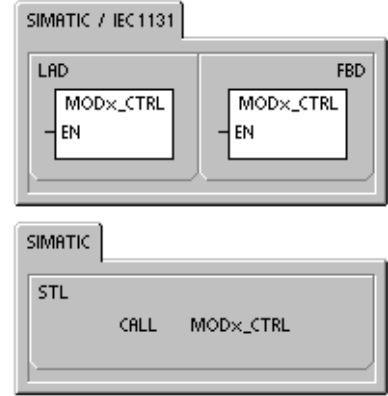 SIMATIC / IEC 1131
LAD FBD
MODx_CTRL MODx_CTRL
EN EN
SIMATIC
STL
CALL MODx_CTRL